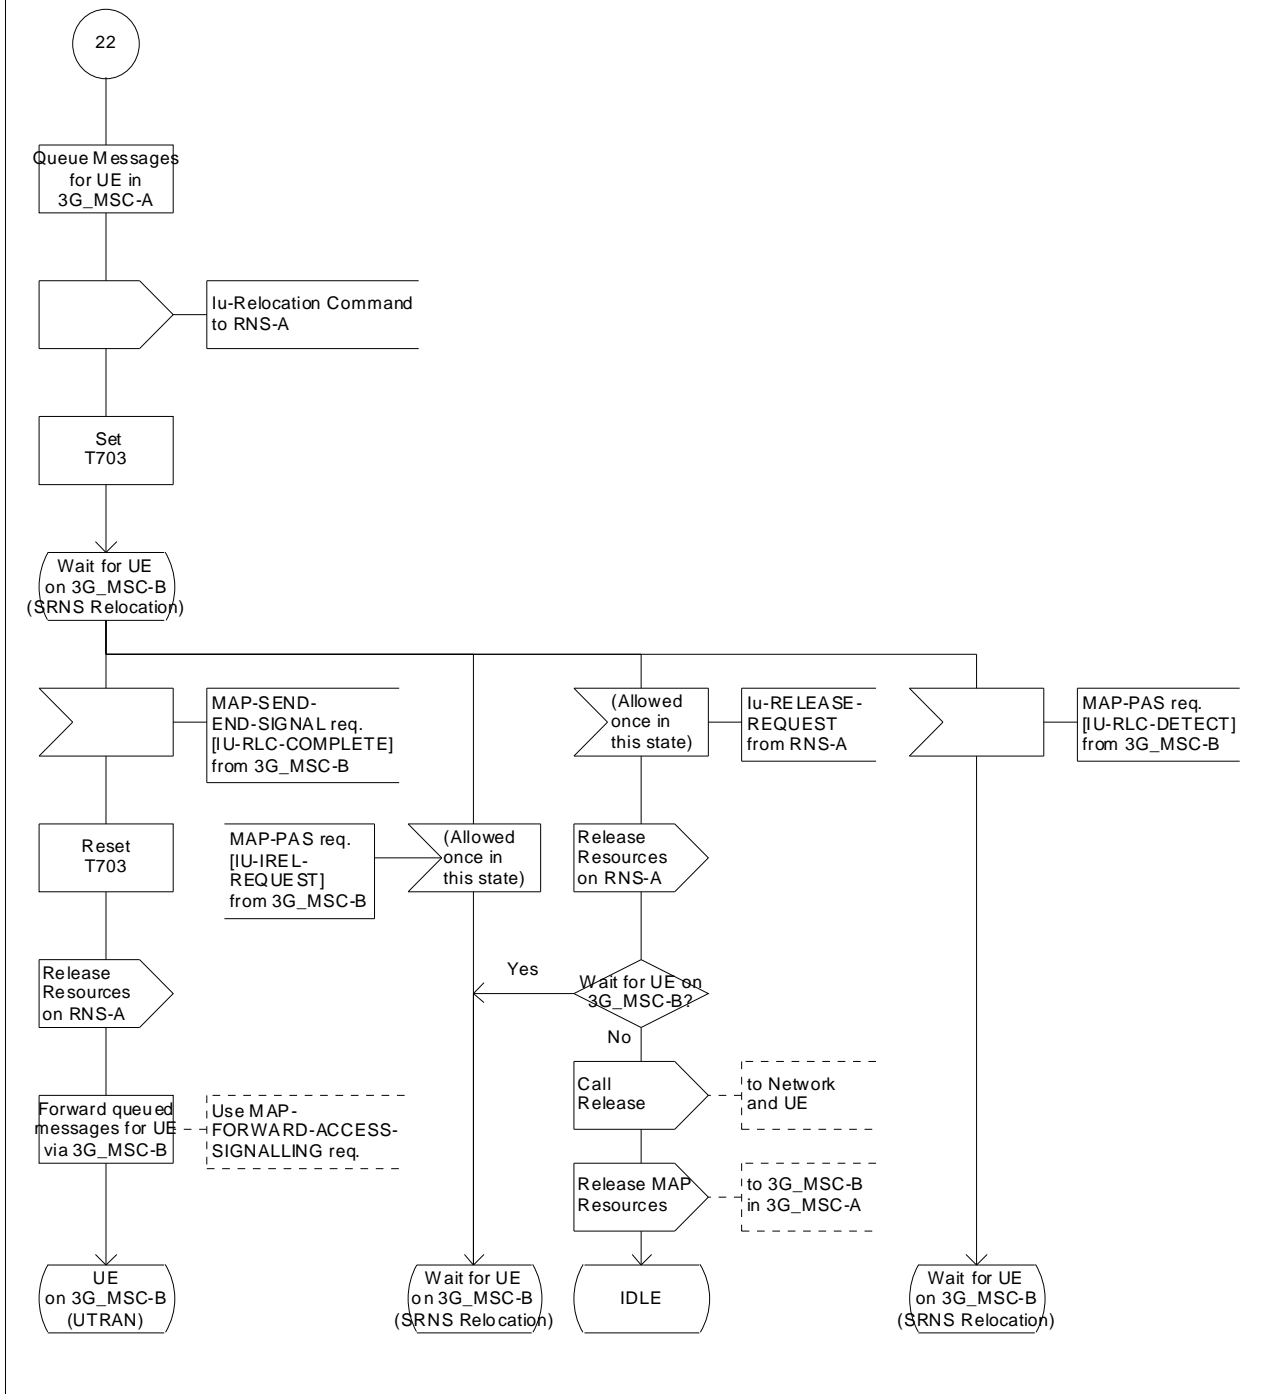 22
Queue Messages
for UE in
3G_MSC-A
Iu-Relocation Command
to RNS-A
Set
T703
Wait for UE
on 3G_MSC-B
(SRNS Relocation)
MAP-SEND-
END-SIGNAL req.
[IU-RLC-COMPLETE]
from 3G_MSC-B
(Allowed
once in
this state)
Iu-RELEASE-
REQUEST
from RNS-A
MAP-PAS req.
[IU-RLC-DETECT]
from 3G_MSC-B
Reset
T703
MAP-PAS req.
[IU-IREL-
REQUEST]
from 3G_MSC-B
(Allowed
once in
this state)
Release
Resources
on RNS-A
Release
Resources
on RNS-A
Yes
Wait for UE on
3G_MSC-B?
No
Call
Release
to Network
and UE
Forward queued
messages for UE
via 3G_MSC-B
Use MAP-
FORWARD-ACCESS-
SIGNALLING req.
Release MAP
Resources
to 3G_MSC-B
in 3G_MSC-A
UE
on 3G_MSC-B
(UTRAN)
Wait for UE
on 3G_MSC-B
(SRNS Relocation)
IDLE
Wait for UE
on 3G_MSC-B
(SRNS Relocation)